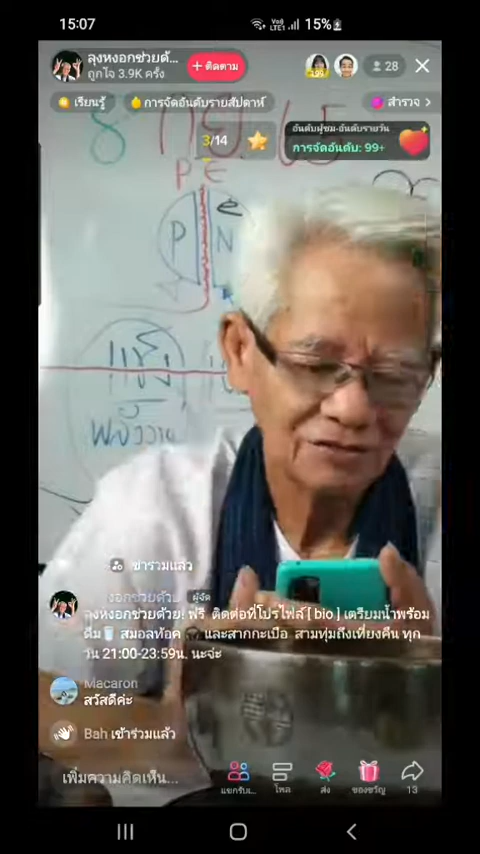 15:07
15%
ลุงหงอกช่วยด้...
ถูกใจ 3.9K ครั้ง
+ ติดตาม
28
เรียนรู้
การจัดอันดับรายสัปดาห์
สำรวจ >
3/14
อันดับผู้ชม-อันดับรายวัน
การจัดอันดับ: 99+
8
65
P E
e
P
N
แรง
เข้าร่วมแล้ว
ผู้จัด
ลุงหงอกช่วยด้วย: ฟรี ติดต่อที่โปรไฟล์ [ bio ] เตรียมน้ำพร้อม
ดื่ม🥛 สมอลท้อค 🎧 และสากกะเบือ สามทุ่มถึงเที่ยงคืน ทุก
วัน 21:00-23:59น. นะจ่ะ
Macaron
สวัสดีค่ะ
Bah เข้าร่วมแล้ว
เพิ่มความคิดเห็น...
แขกรับเ...
โพล
ส่ง
ของขวัญ
13